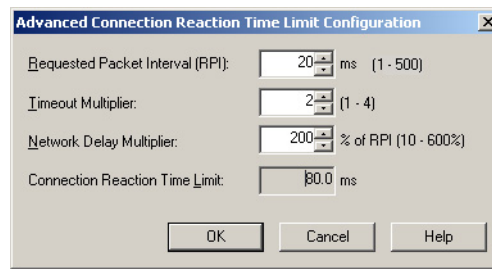 Advanced Connection Reaction Time Limit Configuration
Requested Packet Interval (RPI): 20 ms (1 - 500)
Timeout Multiplier: 2 (1 - 4)
Network Delay Multiplier: 200 % of RPI (10 - 600%)
Connection Reaction Time Limit: 80.0 ms
OK Cancel Help